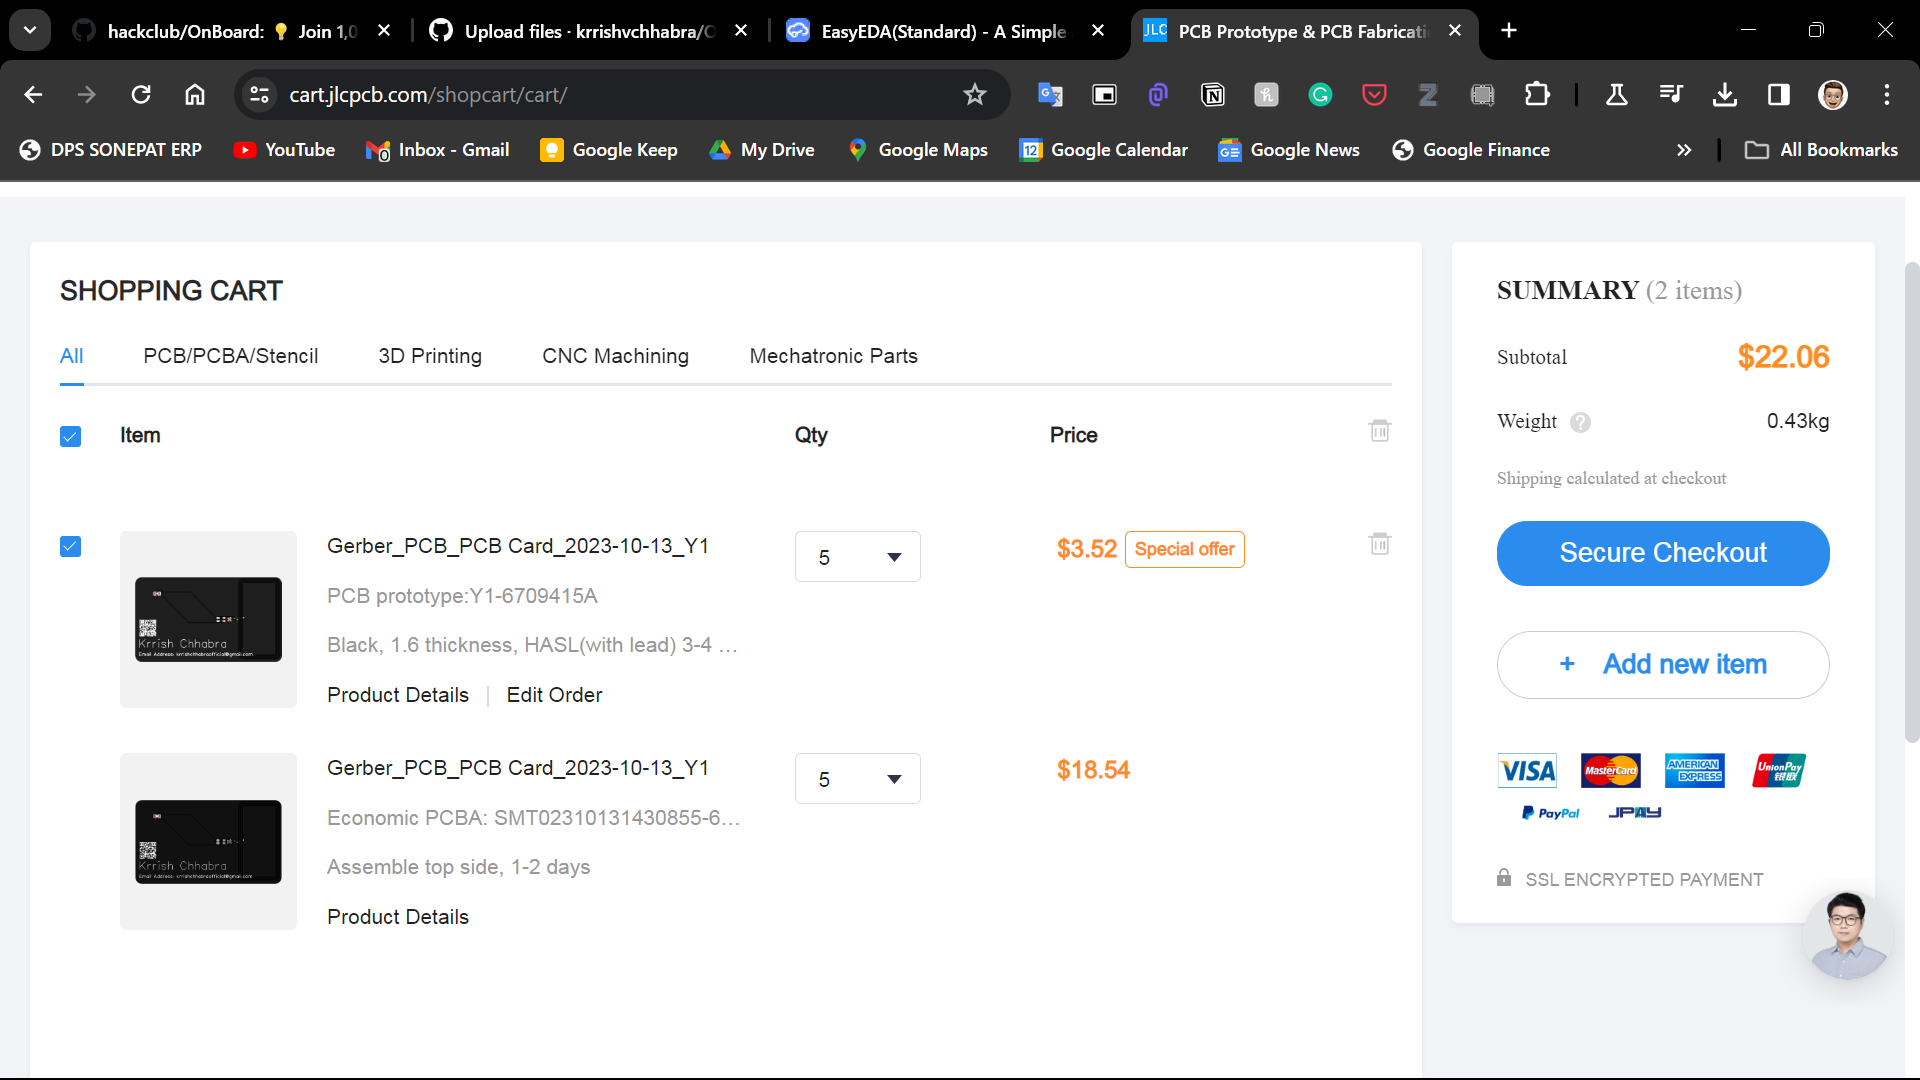 hackclub/OnBoard: 💡 Join 1,0
Upload files · krrishvchhabra/O
EasyEDA(Standard) - A Simple
JLC PCB Prototype & PCB Fabricati
cart.jlcpcb.com/shopcart/cart/
DPS SONEPAT ERP
YouTube
Inbox - Gmail
Google Keep
My Drive
Google Maps
12 Google Calendar
Google News
Google Finance
All Bookmarks
SHOPPING CART
All PCB/PCBA/Stencil 3D Printing CNC Machining Mechatronic Parts
Item Qty Price
Gerber_PCB_PCB Card_2023-10-13_Y1
PCB prototype:Y1-6709415A
Black, 1.6 thickness, HASL(with lead) 3-4 ...
Product Details | Edit Order
5
$3.52 Special offer
Krrish Chhabra
Gerber_PCB_PCB Card_2023-10-13_Y1
Economic PCBA: SMT02310131430855-6...
Assemble top side, 1-2 days
Product Details
5
$18.54
Krrish Chhabra
SUMMARY (2 items)
Subtotal $22.06
Weight ? 0.43kg
Shipping calculated at checkout
Secure Checkout
+ Add new item
VISA MasterCard AMERICAN EXPRESS UnionPay 银联
PayPal JPAY
SSL ENCRYPTED PAYMENT